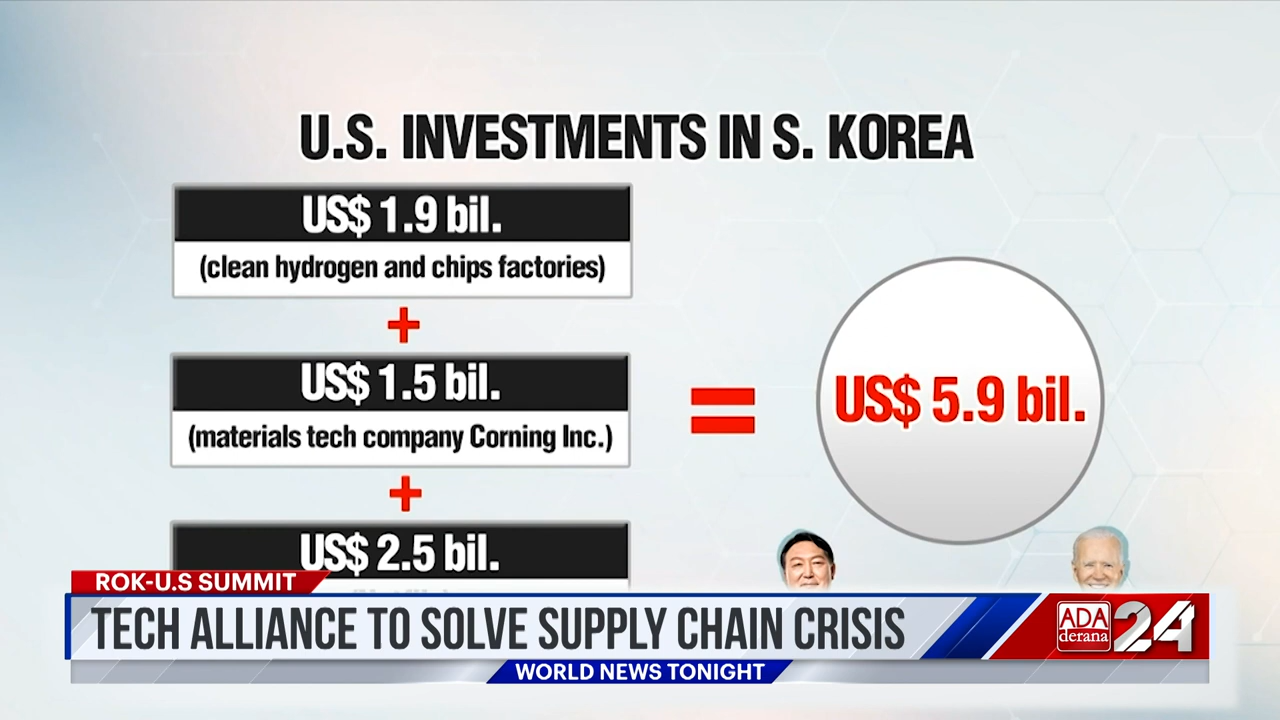 U.S. INVESTMENTS IN S. KOREA
US$ 1.9 bil.
(clean hydrogen and chips factories)
+
US$ 1.5 bil.
(materials tech company Corning Inc.)
+
US$ 2.5 bil.
=
US$ 5.9 bil.
ROK-U.S SUMMIT
TECH ALLIANCE TO SOLVE SUPPLY CHAIN CRISIS
ADA
derana
24
WORLD NEWS TONIGHT